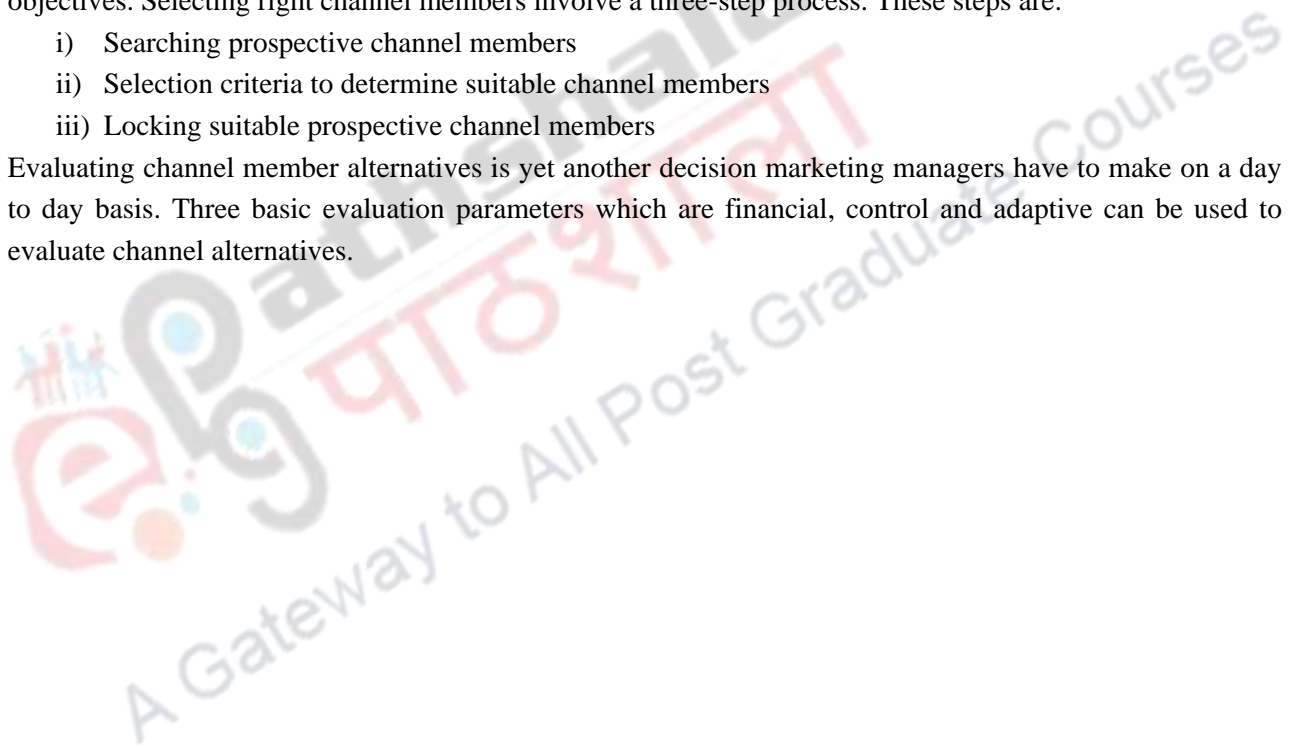 objectives. Selecting right channel members involve a three-step process. These steps are:
i) Searching prospective channel members
ii) Selection criteria to determine suitable channel members
iii) Locking suitable prospective channel members
Evaluating channel member alternatives is yet another decision marketing managers have to make on a day
to day basis. Three basic evaluation parameters which are financial, control and adaptive can be used to
evaluate channel alternatives.
Pathshala
पाठशाला
A Gateway to All Post Graduate Courses